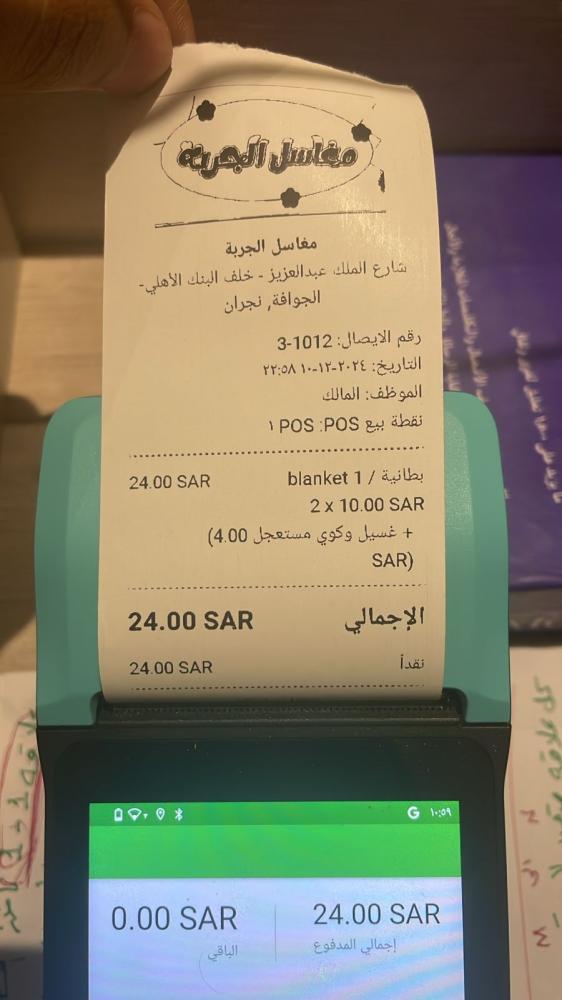 مغاسل الجربة
مغاسل الجربة
شارع الملك عبدالعزيز - خلف البنك الأهلي-
الجوافة, نجران
رقم الايصال: 1012-3
التاريخ: ٢٠٢٤-١٢-١٠ ٢٢:٥٨
الموظف: المالك
نقطة بيع POS: POS ١
بطانية / blanket 1 24.00 SAR
2 x 10.00 SAR
+ غسيل وكوي مستعجل (4.00
SAR)
الإجمالي 24.00 SAR
نقداً 24.00 SAR
G ١٠:٥٩
24.00 SAR 0.00 SAR
إجمالي المدفوع الباقي